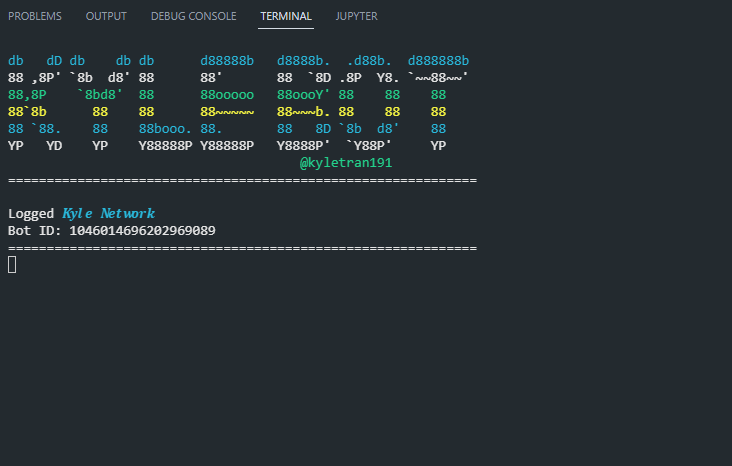 PROBLEMS OUTPUT DEBUG CONSOLE TERMINAL JUPYTER
db   dD db    db db      d88888b   d8888b.  .d88b.  d888888b
88 ,8P' `8b  d8' 88      88'       88  `8D .8P  Y8. `~~88~~'
88,8P    `8bd8'  88      88ooooo   88oooY' 88    88    88
88`8b      88    88      88~~~~~   88~~~b. 88    88    88
88 `88.    88    88booo. 88.       88   8D `8b  d8'    88
YP   YD    YP    Y88888P Y88888P   Y8888P'  `Y88P'     YP
@kyletran191
=============================================================
Logged Kyle Network
Bot ID: 1046014696202969089
=============================================================